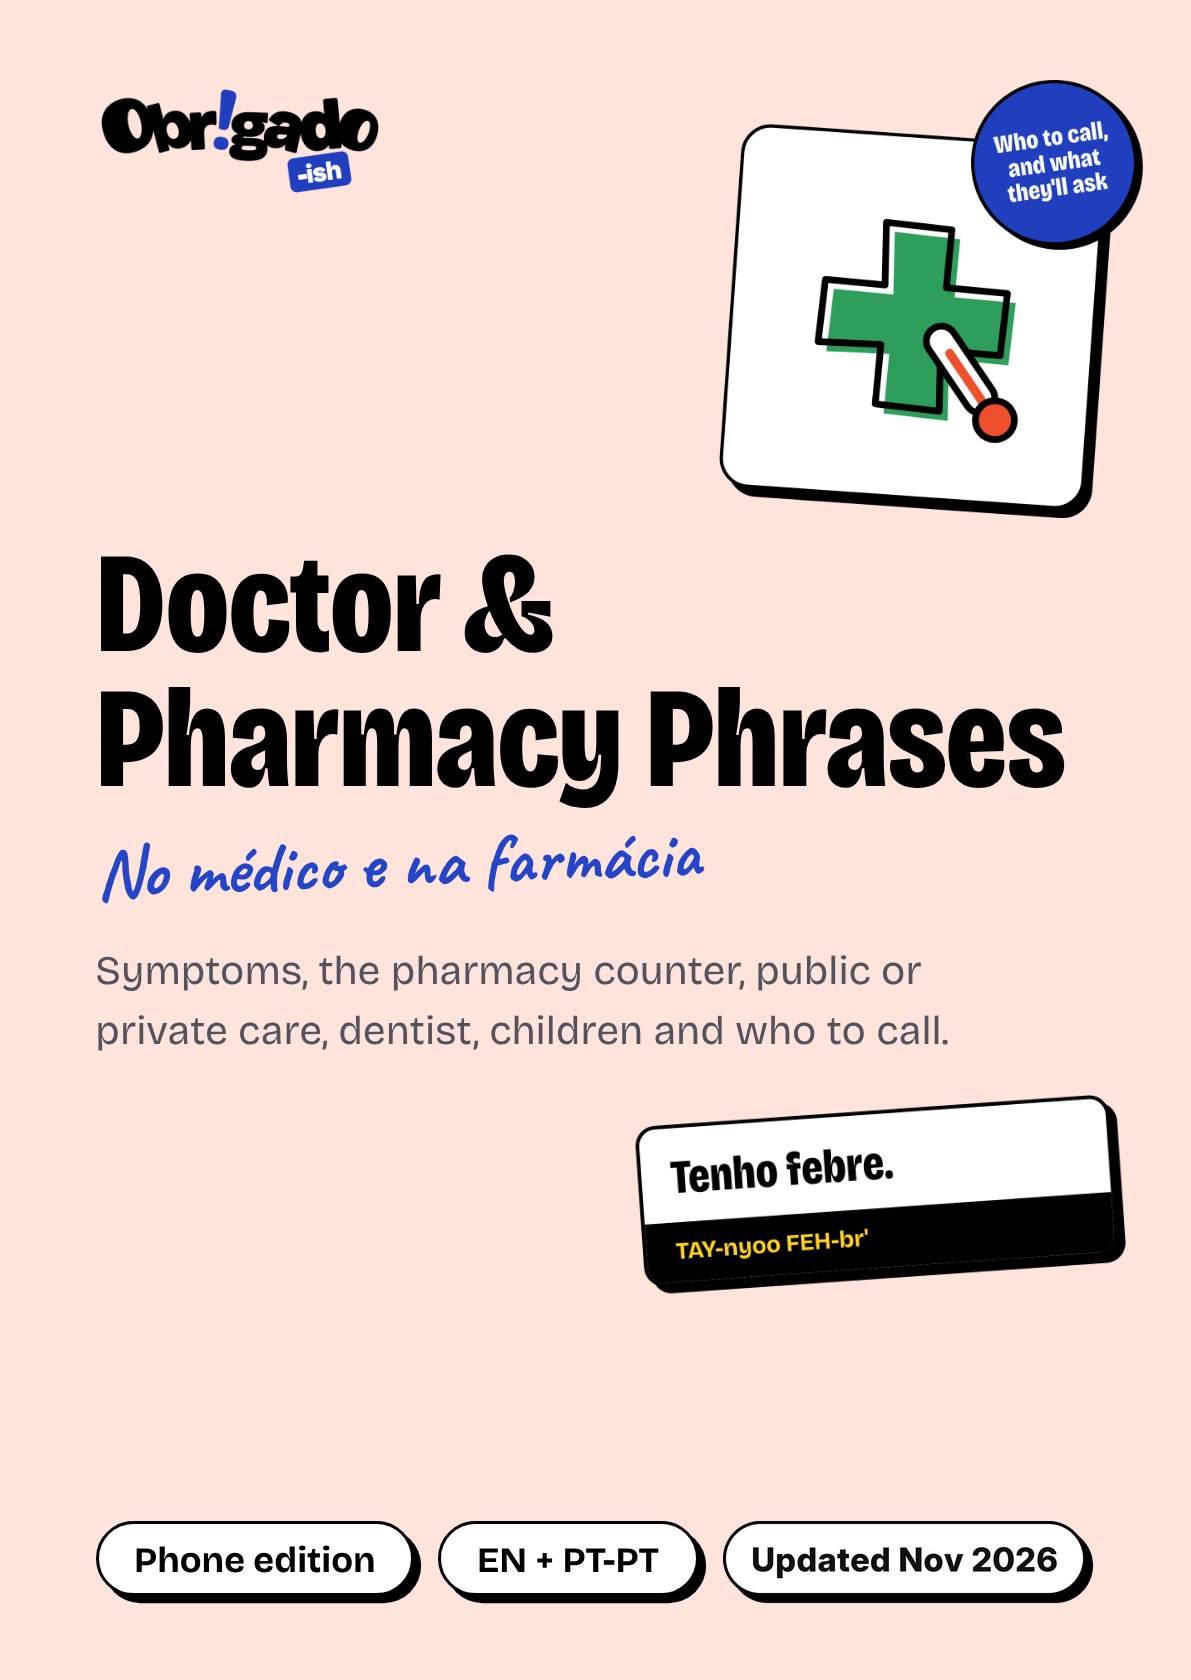 Obr!gado
-ish
Who to call,
and what
they'll ask
Doctor &
Pharmacy Phrases
No médico e na farmácia
Symptoms, the pharmacy counter, public or
private care, dentist, children and who to call.
Tenho febre.
TAY-nyoo FEH-br'
Phone edition
EN + PT-PT
Updated Nov 2026